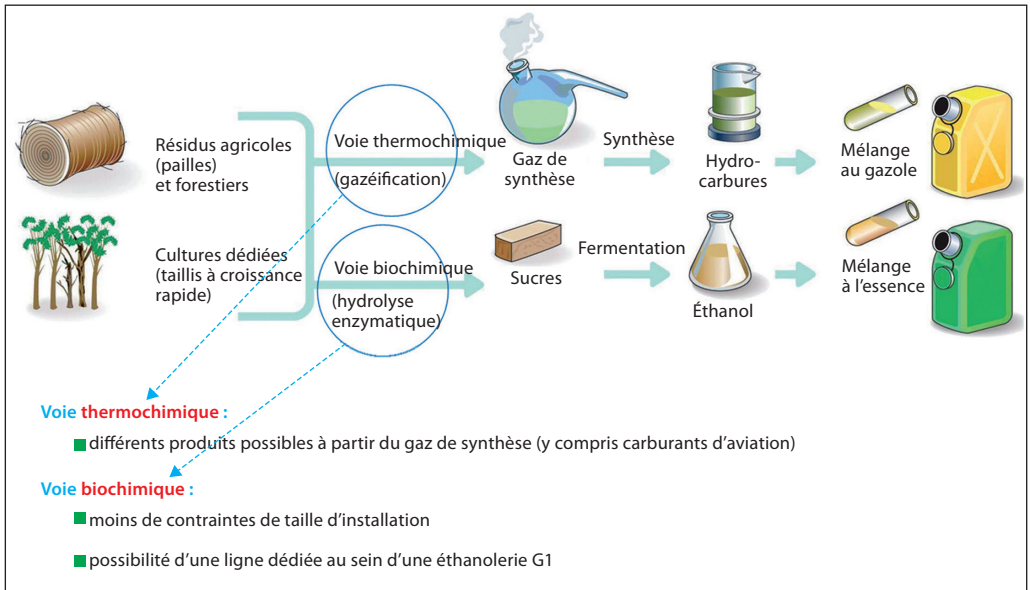 Résidus agricoles
(pailles)
et forestiers
Voie thermochimique
(gazéification)
Gaz de
synthèse
Synthèse
Hydro-
carbures
Mélange
au gazole
Cultures dédiées
(taillis à croissance
rapide)
Voie biochimique
(hydrolyse
enzymatique)
Sucres
Fermentation
Éthanol
Mélange
à l'essence
Voie thermochimique :
différents produits possibles à partir du gaz de synthèse (y compris carburants d'aviation)
Voie biochimique :
moins de contraintes de taille d'installation
possibilité d'une ligne dédiée au sein d'une éthanolerie G1